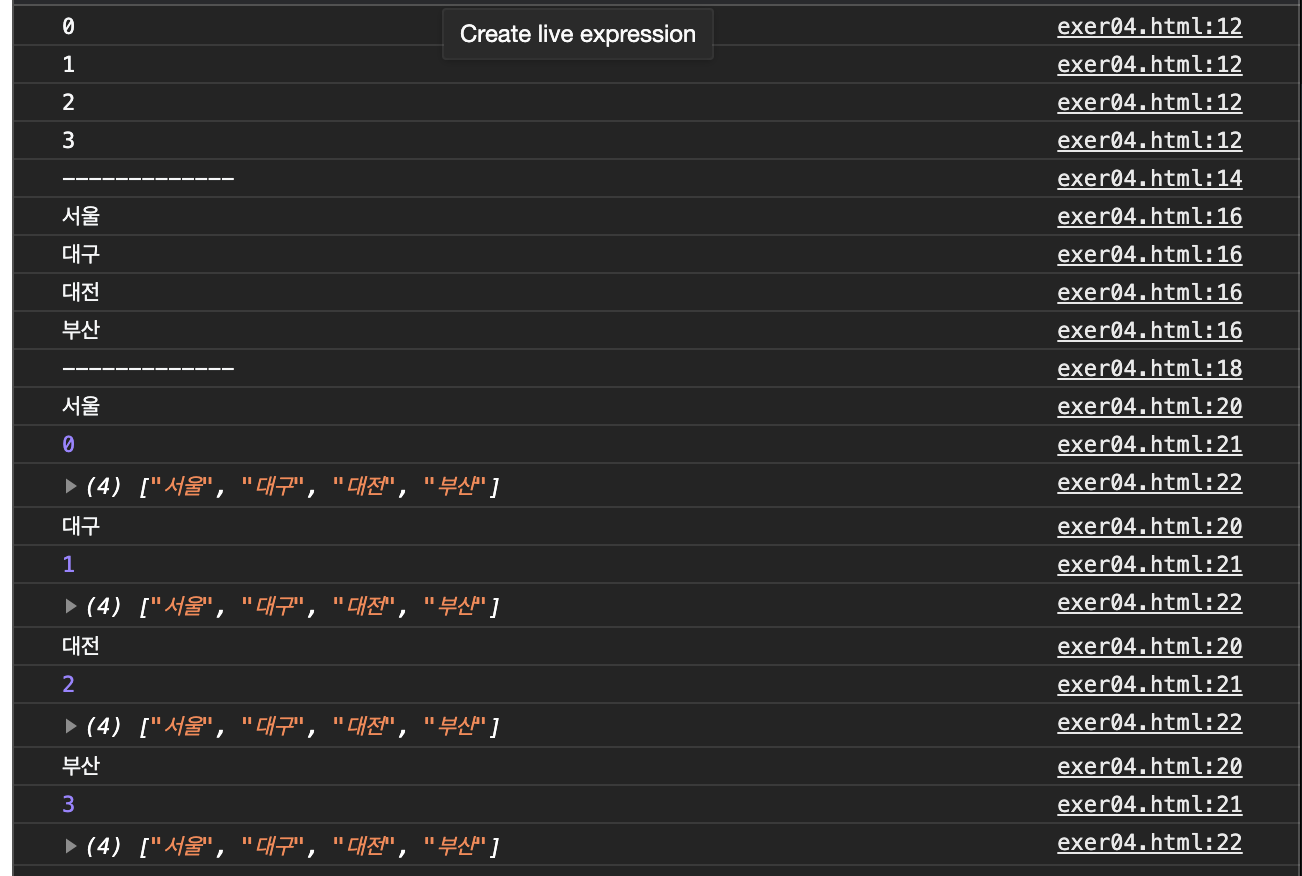 Create live expression
0 exer04.html:12
1 exer04.html:12
2 exer04.html:12
3 exer04.html:12
------------- exer04.html:14
서울 exer04.html:16
대구 exer04.html:16
대전 exer04.html:16
부산 exer04.html:16
------------- exer04.html:18
서울 exer04.html:20
0 exer04.html:21
(4) ["서울", "대구", "대전", "부산"] exer04.html:22
대구 exer04.html:20
1 exer04.html:21
(4) ["서울", "대구", "대전", "부산"] exer04.html:22
대전 exer04.html:20
2 exer04.html:21
(4) ["서울", "대구", "대전", "부산"] exer04.html:22
부산 exer04.html:20
3 exer04.html:21
(4) ["서울", "대구", "대전", "부산"] exer04.html:22